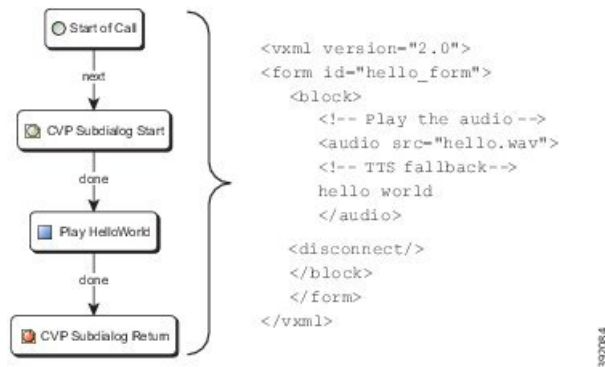 Start of Call
next
CVP Subdialog Start
done
Play HelloWorld
done
CVP Subdialog Return
<vxml version="2.0">
<form id="hello_form">
<block>
<!-- Play the audio-->
<audio src="hello.wav">
<!-- TTS fallback-->
hello world
</audio>
<disconnect/>
</block>
</form>
</vxml>
392084